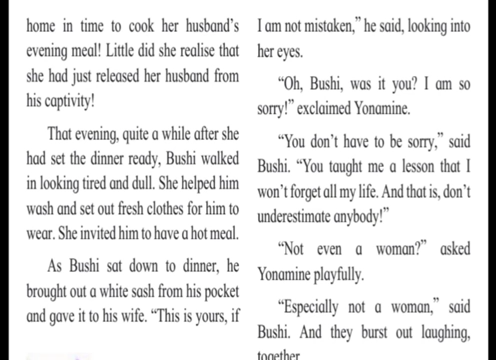 home in time to cook her husband’s
evening meal! Little did she realise that
she had just released her husband from
his captivity!
That evening, quite a while after she
had set the dinner ready, Bushi walked
in looking tired and dull. She helped him
wash and set out fresh clothes for him to
wear. She invited him to have a hot meal.
As Bushi sat down to dinner, he
brought out a white sash from his pocket
and gave it to his wife. “This is yours, if
I am not mistaken,” he said, looking into
her eyes.
“Oh, Bushi, was it you? I am so
sorry!” exclaimed Yonamine.
“You don’t have to be sorry,” said
Bushi. “You taught me a lesson that I
won’t forget all my life. And that is, don’t
underestimate anybody!”
“Not even a woman?” asked
Yonamine playfully.
“Especially not a woman,” said
Bushi. And they burst out laughing,
together